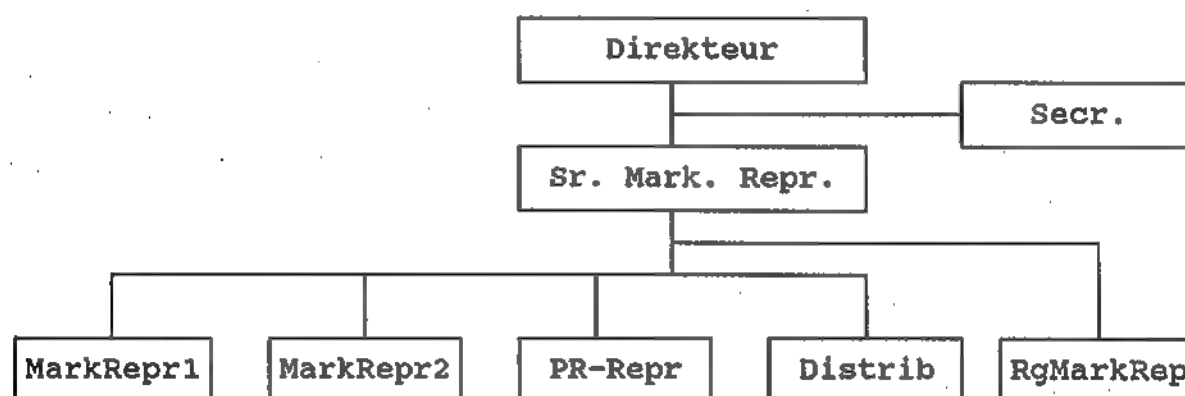 Direkteur
Secr.
Sr. Mark. Repr.
MarkRepr1
MarkRepr2
PR-Repr
Distrib
RgMarkRep